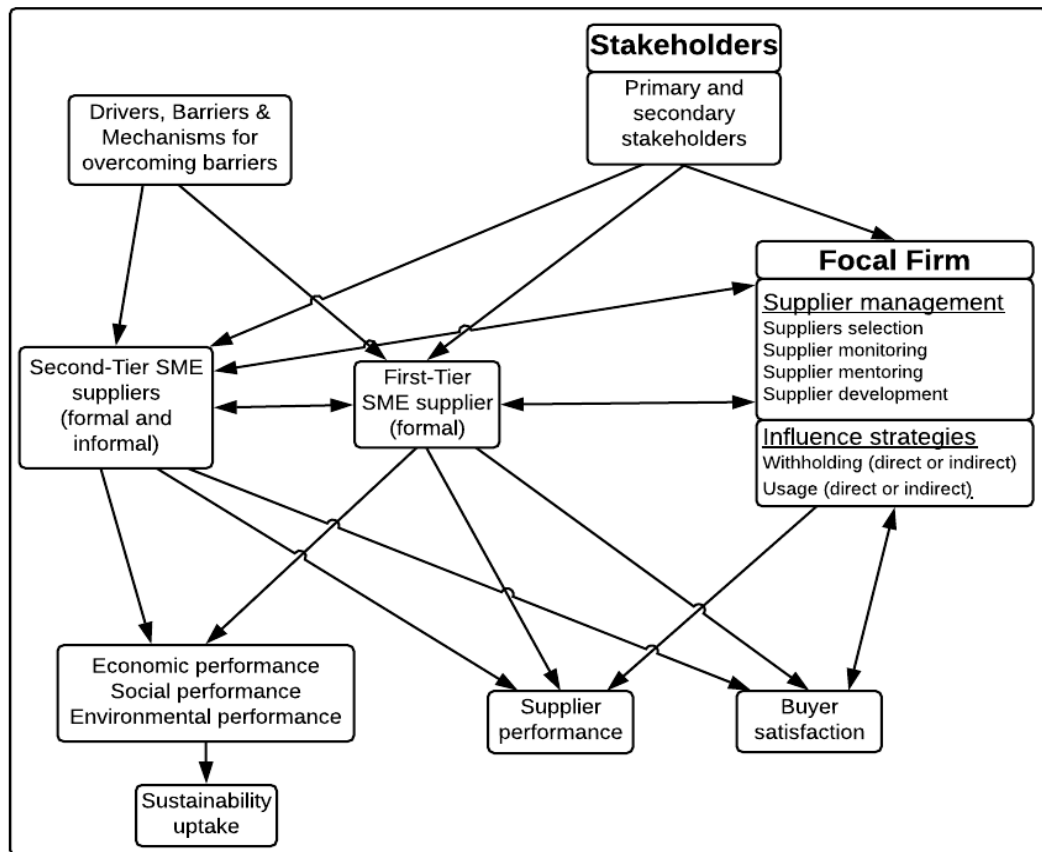 Stakeholders
Primary and
secondary
stakeholders
Drivers, Barriers &
Mechanisms for
overcoming barriers
Focal Firm
Supplier management
Suppliers selection
Supplier monitoring
Supplier mentoring
Supplier development
Influence strategies
Withholding (direct or indirect)
Usage (direct or indirect)
Second-Tier SME
suppliers
(formal and
informal)
First-Tier
SME supplier
(formal)
Economic performance
Social performance
Environmental performance
Supplier
performance
Buyer
satisfaction
Sustainability
uptake